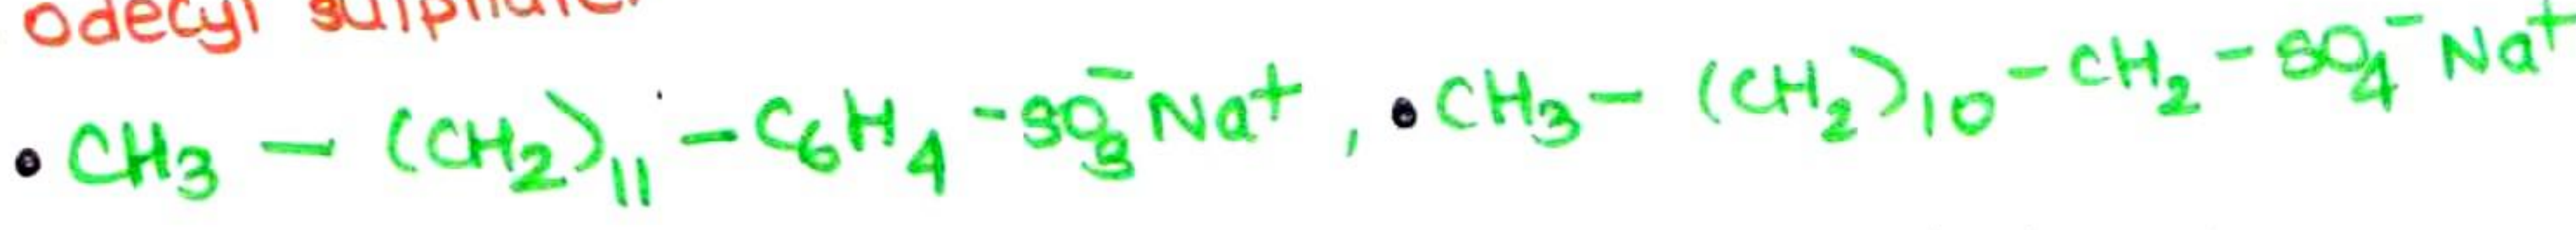 odecyl sulphate.
• CH₃ — (CH₂)₁₁ – C₆H₄ – SO₃⁻Na⁺ , • CH₃ – (CH₂)₁₀ – CH₂ – SO₄⁻Na⁺